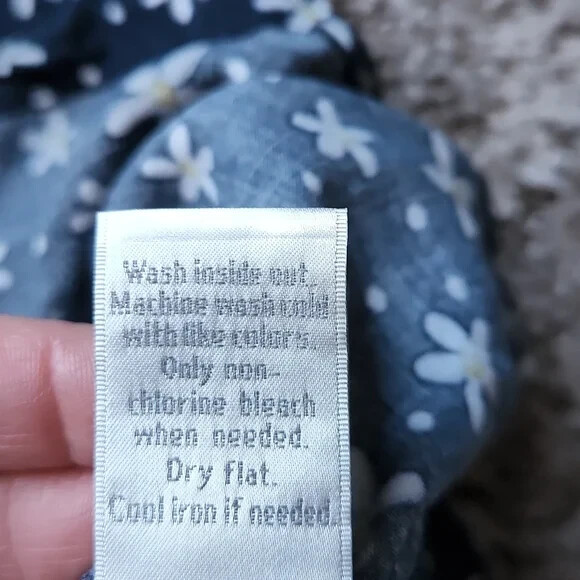 Wash inside out.
Machine wash cold
with like colors.
Only non-
chlorine bleach
when needed.
Dry flat.
Cool iron if needed.